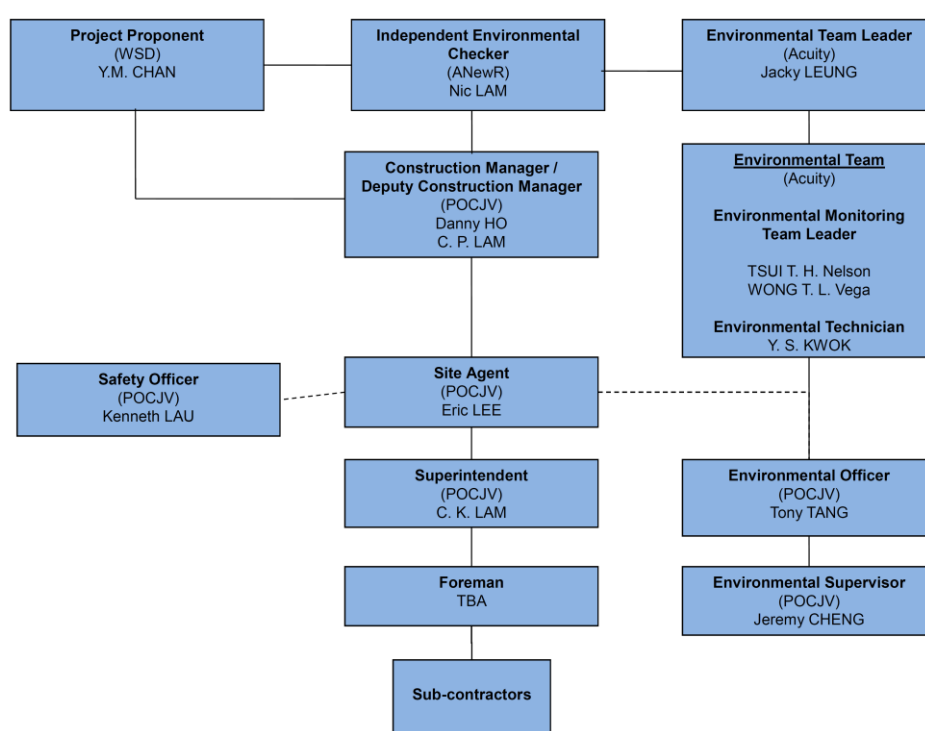 Project Proponent
(WSD)
Y.M. CHAN
Independent Environmental
Checker
(ANewR)
Nic LAM
Environmental Team Leader
(Acuity)
Jacky LEUNG
Construction Manager /
Deputy Construction Manager
(POCJV)
Danny HO
C. P. LAM
Environmental Team
(Acuity)
Environmental Monitoring
Team Leader
TSUI T. H. Nelson
WONG T. L. Vega
Environmental Technician
Y. S. KWOK
Safety Officer
(POCJV)
Kenneth LAU
Site Agent
(POCJV)
Eric LEE
Superintendent
(POCJV)
C. K. LAM
Environmental Officer
(POCJV)
Tony TANG
Foreman
TBA
Environmental Supervisor
(POCJV)
Jeremy CHENG
Sub-contractors